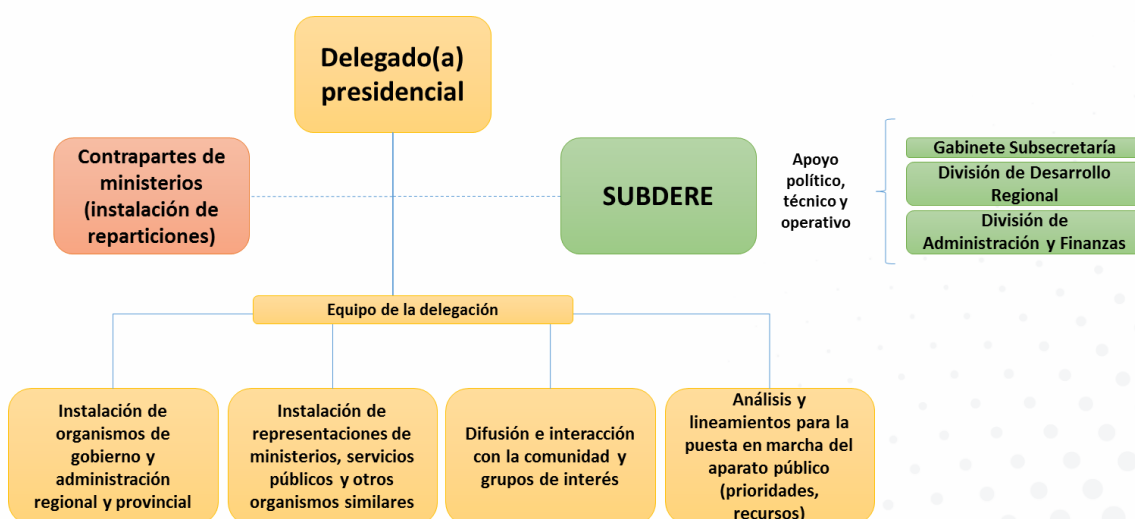 Delegado(a)
presidencial
Contrapartes de
ministerios
(instalación de
reparticiones)
SUBDERE
Apoyo
político,
técnico y
operativo
Gabinete Subsecretaría
División de Desarrollo
Regional
División de
Administración y Finanzas
Equipo de la delegación
Instalación de
organismos de
gobierno y
administración
regional y provincial
Instalación de
representaciones de
ministerios, servicios
públicos y otros
organismos similares
Difusión e interacción
con la comunidad y
grupos de interés
Análisis y
lineamientos para la
puesta en marcha del
aparato público
(prioridades,
recursos)